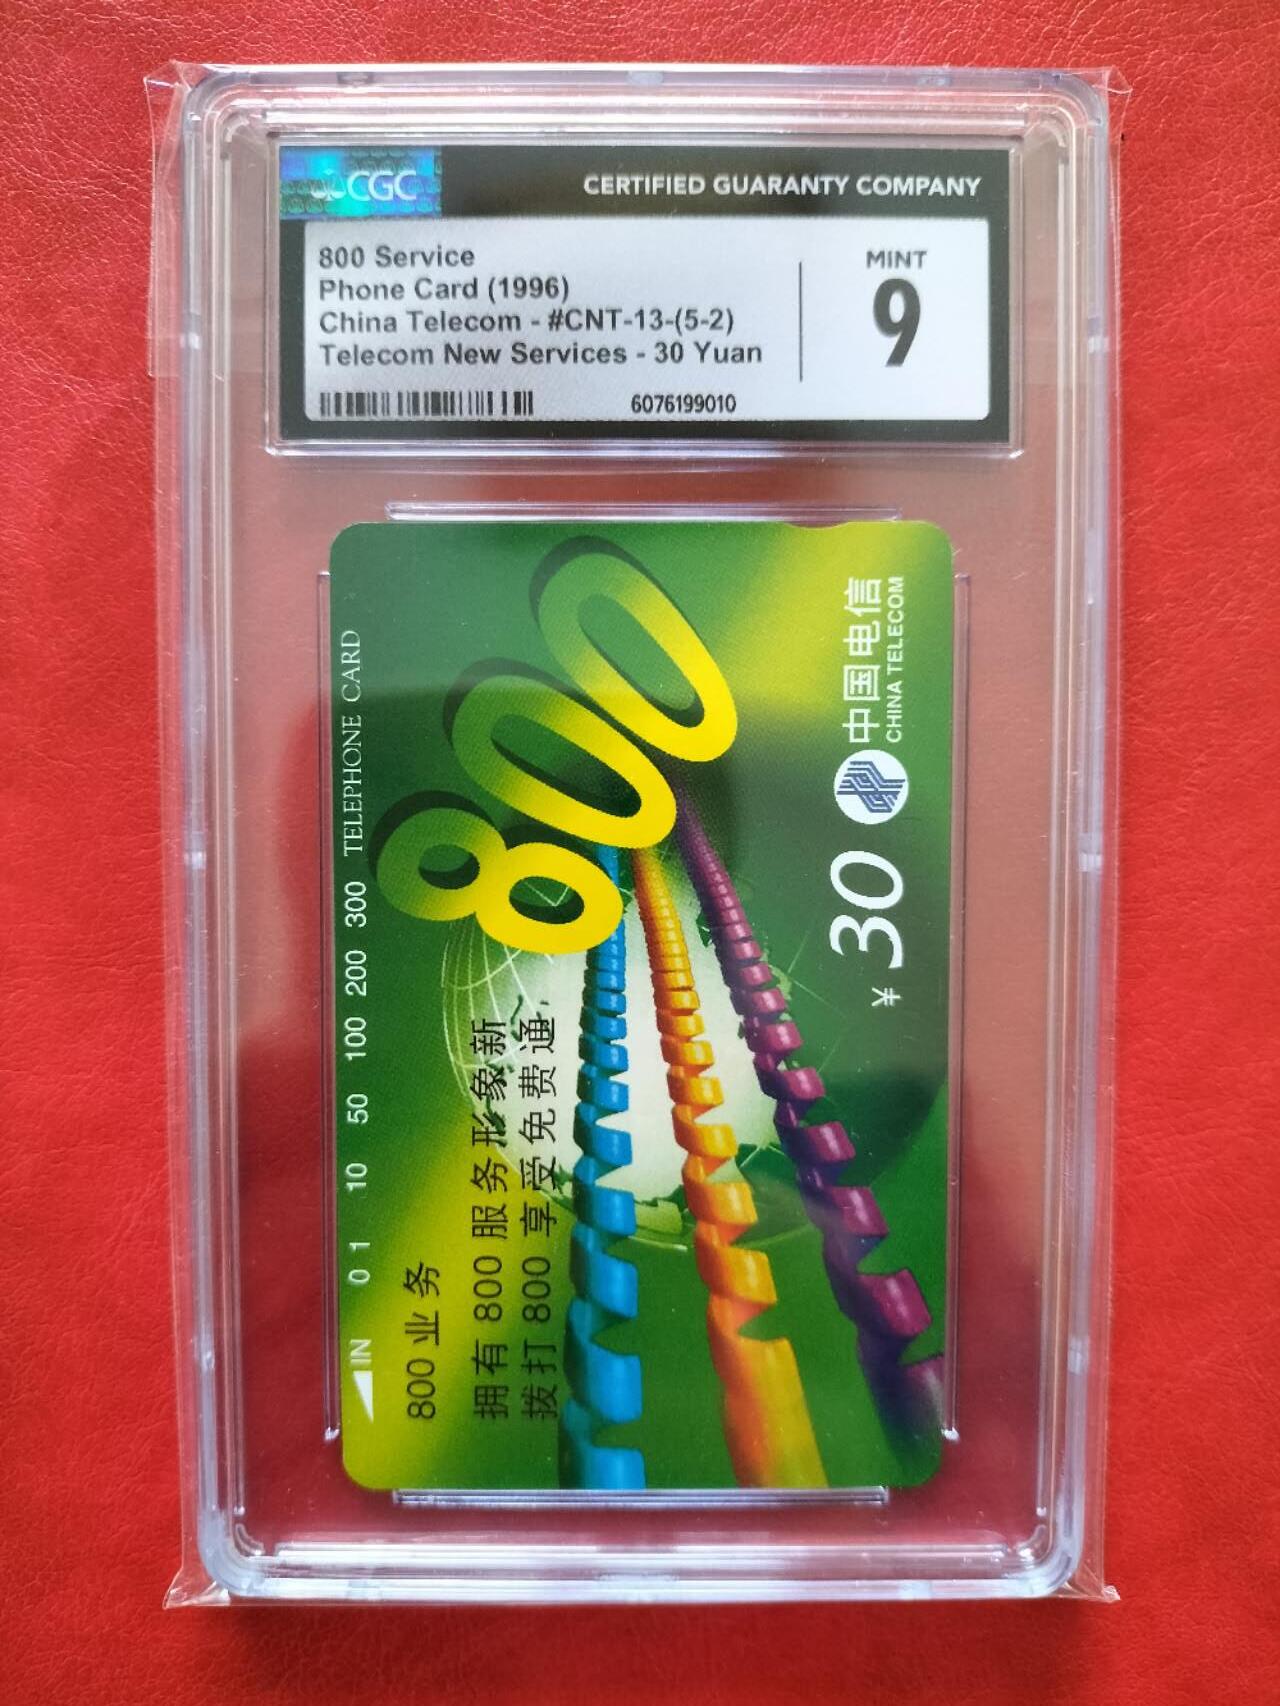 CGC
CERTIFIED GUARANTY COMPANY
800 Service
Phone Card (1996)
China Telecom - #CNT-13-(5-2)
Telecom New Services - 30 Yuan
MINT
9
6076199010
IN 0 1 10 50 100 200 300 TELEPHONE CARD
800业务
拥有 800 服务形象新
拨打 800 享受免费通
800
¥ 30
中国电信
CHINA TELECOM